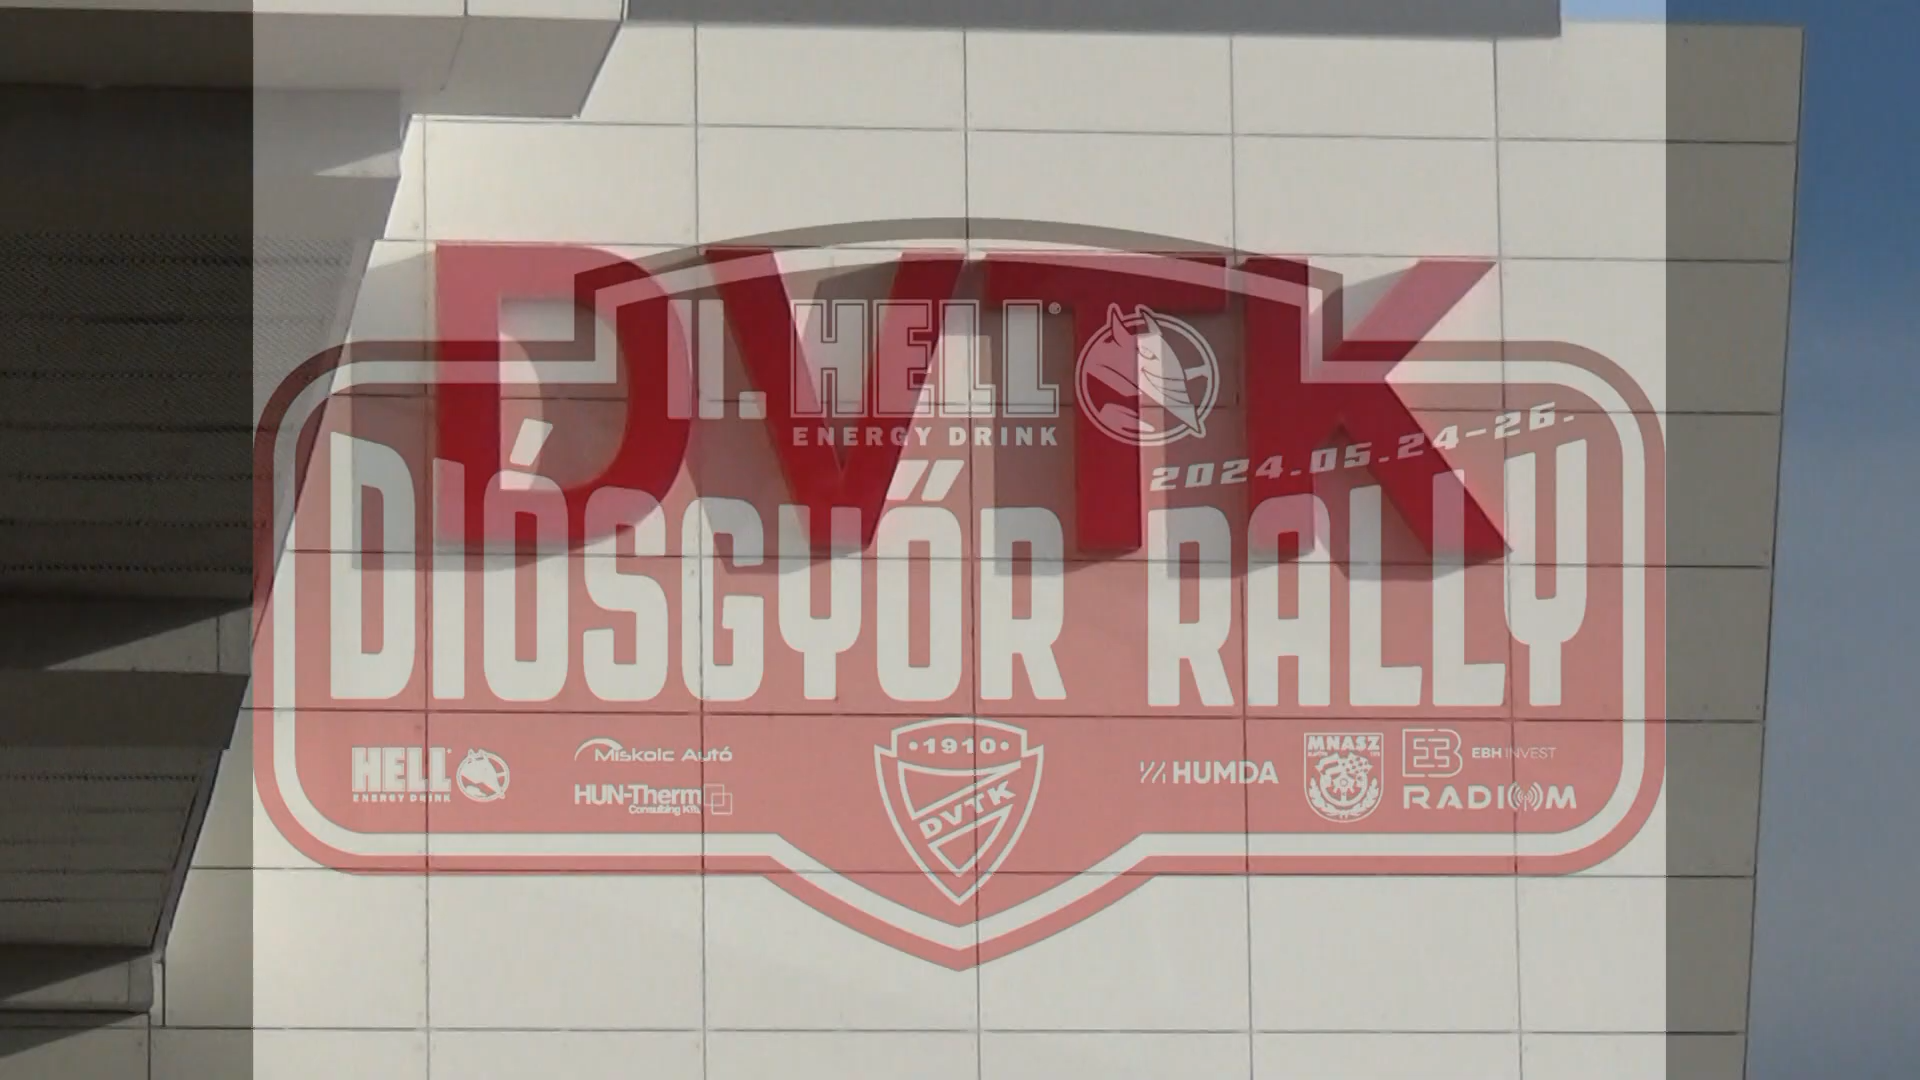 DVTK
II. HELL®
ENERGY DRINK
2024.05.24-26.
DIÓSGYŐR RALLY
HELL
ENERGY DRINK
Miskolc Autó
HUN-Therm
Consulting Kft.
·1910·
DVTK
HUMDA
MNASZ
EBH INVEST
RADIOM